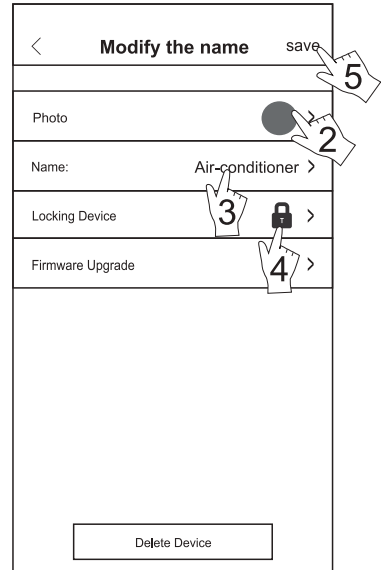 Modify the name save
5
Photo
2
Name: Air-conditioner
3
Locking Device
T
4
Firmware Upgrade
Delete Device